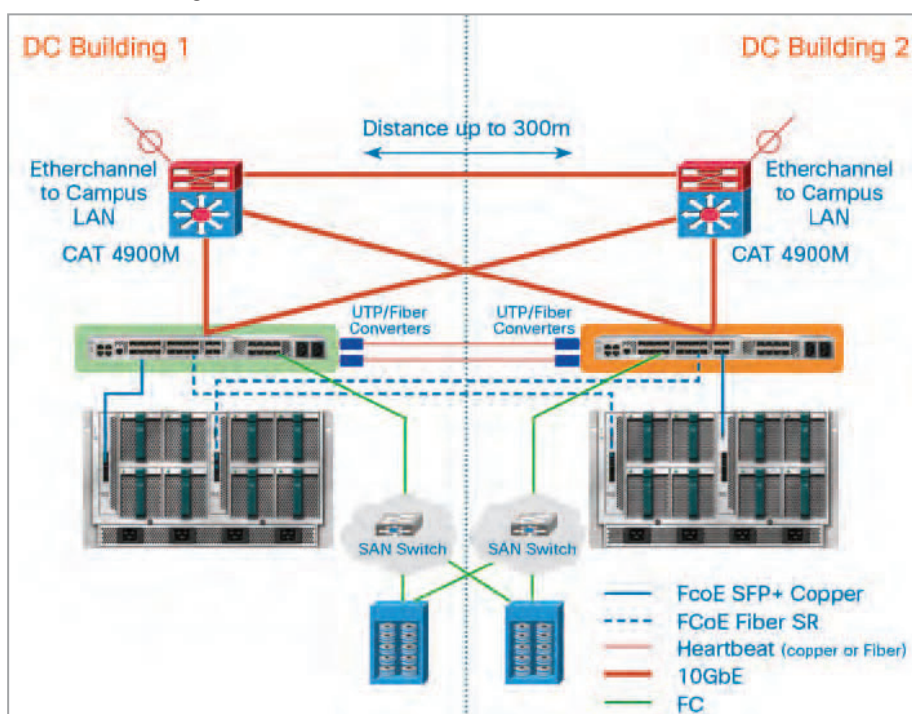 DC Building 1
DC Building 2
Distance up to 300m
Etherchannel
to Campus
LAN
Etherchannel
to Campus
LAN
CAT 4900M
CAT 4900M
UTP/Fiber
Converters
UTP/Fiber
Converters
SAN Switch
SAN Switch
FcoE SFP+ Copper
FCoE Fiber SR
Heartbeat (copper or Fiber)
10GbE
FC